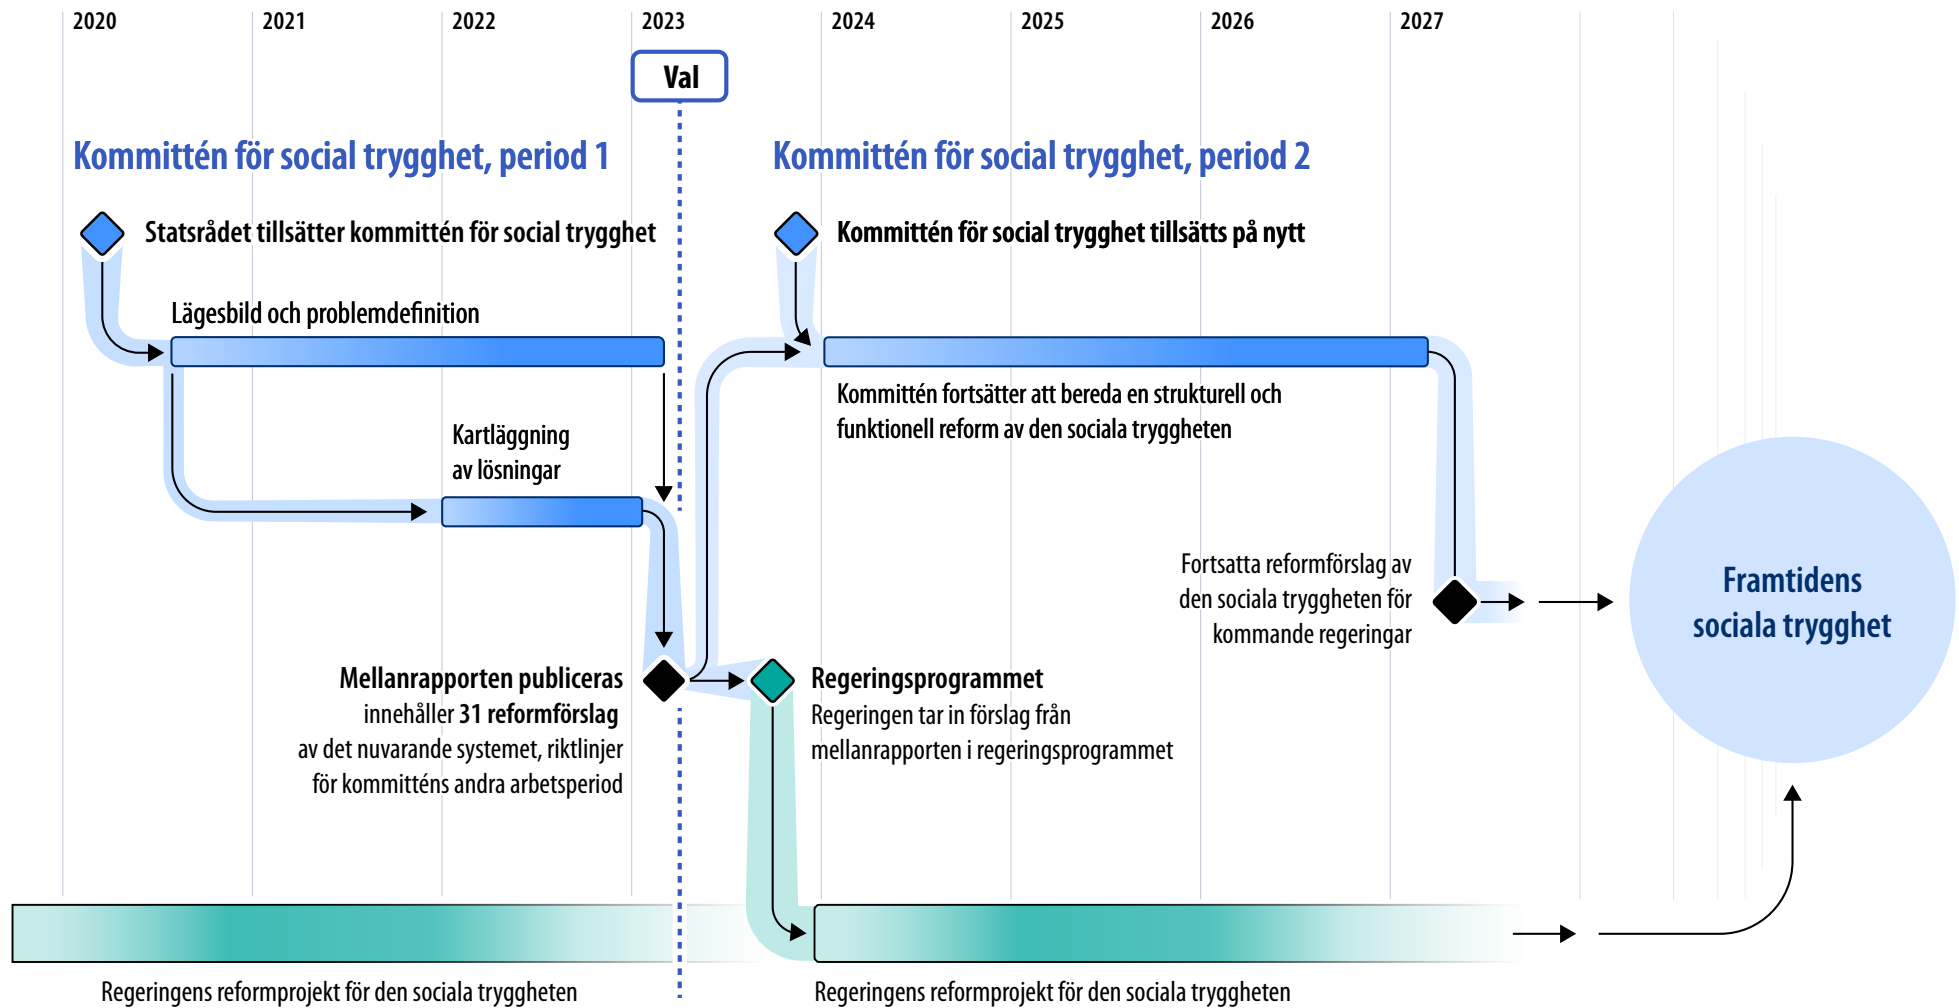 2020
2021
2022
2023
2024
2025
2026
2027
Val
Kommittén för social trygghet, period 1
Kommittén för social trygghet, period 2
Statsrådet tillsätter kommittén för social trygghet
Kommittén för social trygghet tillsätts på nytt
Lägesbild och problemdefinition
Kommittén fortsätter att bereda en strukturell och
funktionell reform av den sociala tryggheten
Kartläggning
av lösningar
Fortsatta reformförslag av
den sociala tryggheten för
kommande regeringar
Framtidens
sociala trygghet
Mellanrapporten publiceras
innehåller 31 reformförslag
av det nuvarande systemet, riktlinjer
för kommitténs andra arbetsperiod
Regeringsprogrammet
Regeringen tar in förslag från
mellanrapporten i regeringsprogrammet
Regeringens reformprojekt för den sociala tryggheten
Regeringens reformprojekt för den sociala tryggheten